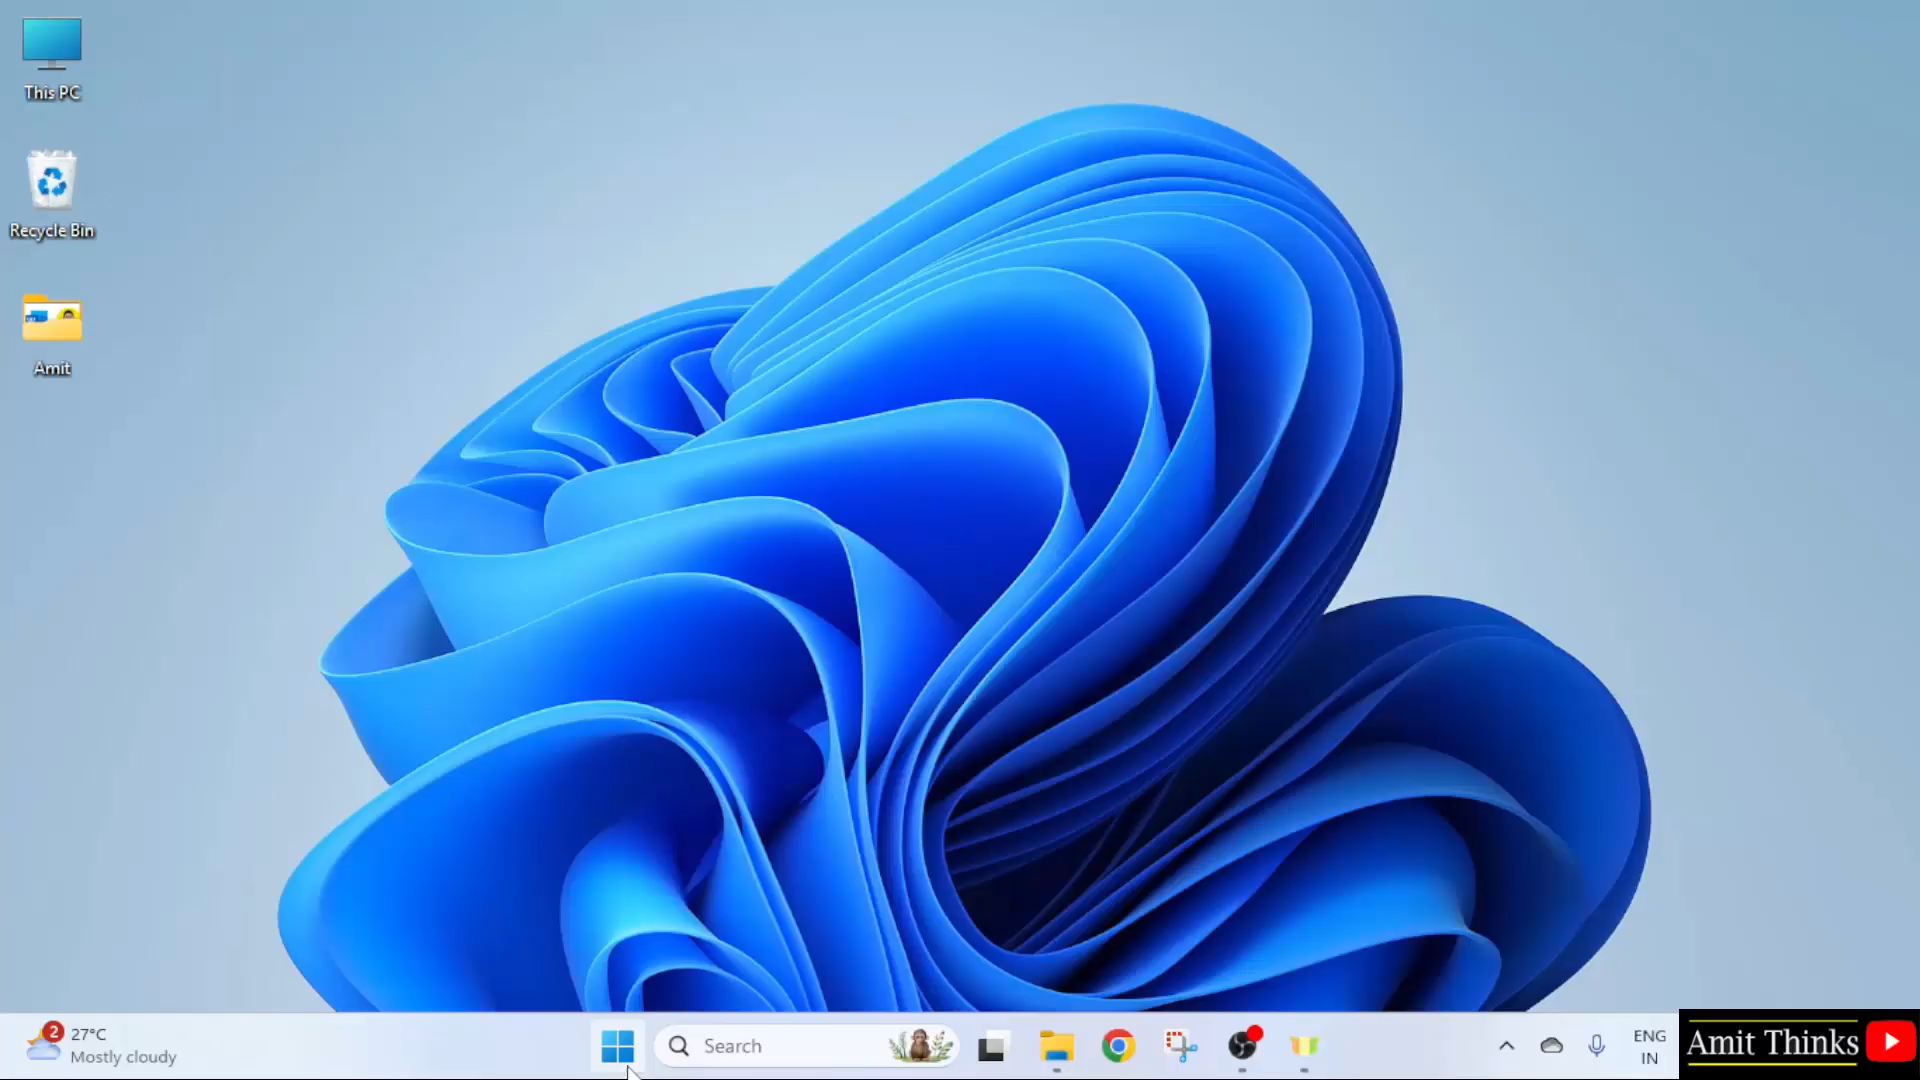 This PC
Recycle Bin
Amit
2
27°C
Mostly cloudy
Search
ENG
IN
Amit Thinks